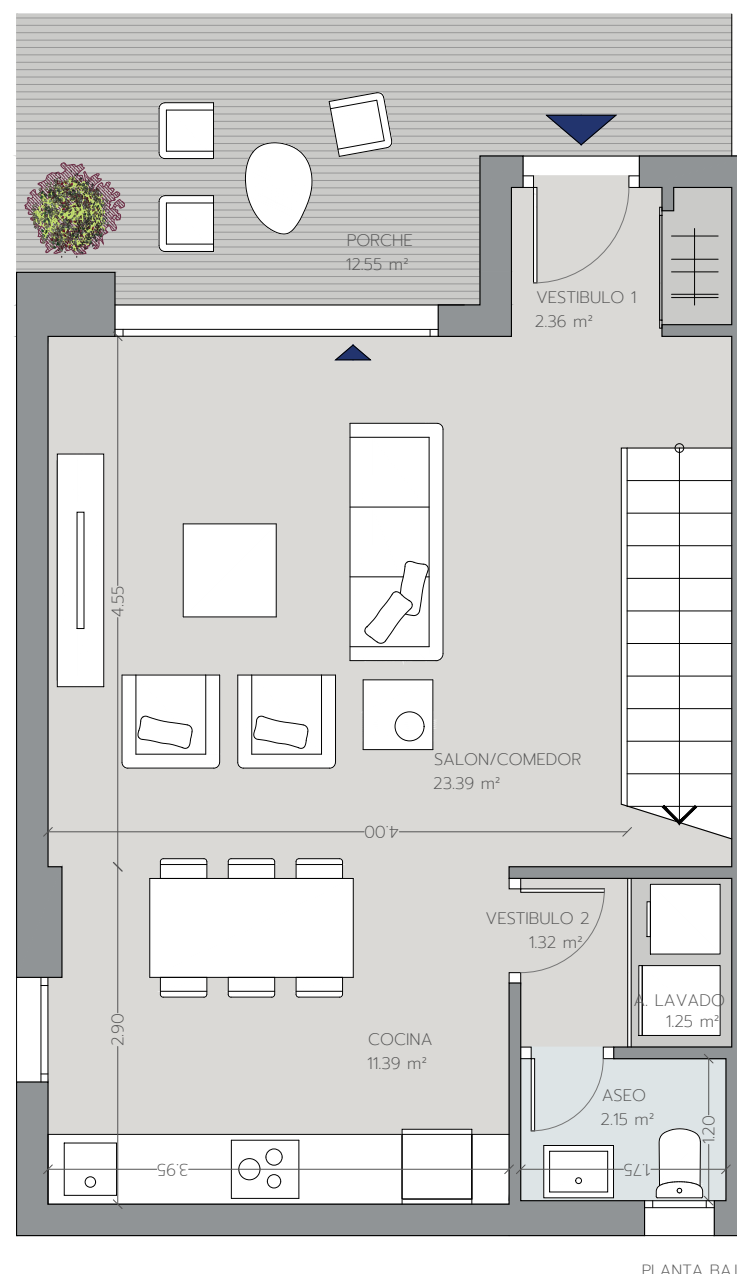 PORCHE
12.55 m²
VESTIBULO 1
2.36 m²
4.55
SALON/COMEDOR
23.39 m²
4.00
VESTIBULO 2
1.32 m²
A. LAVADO
1.25 m²
2.90
COCINA
11.39 m²
ASEO
2.15 m²
1.20
3.95
1.75
PLANTA BAJ